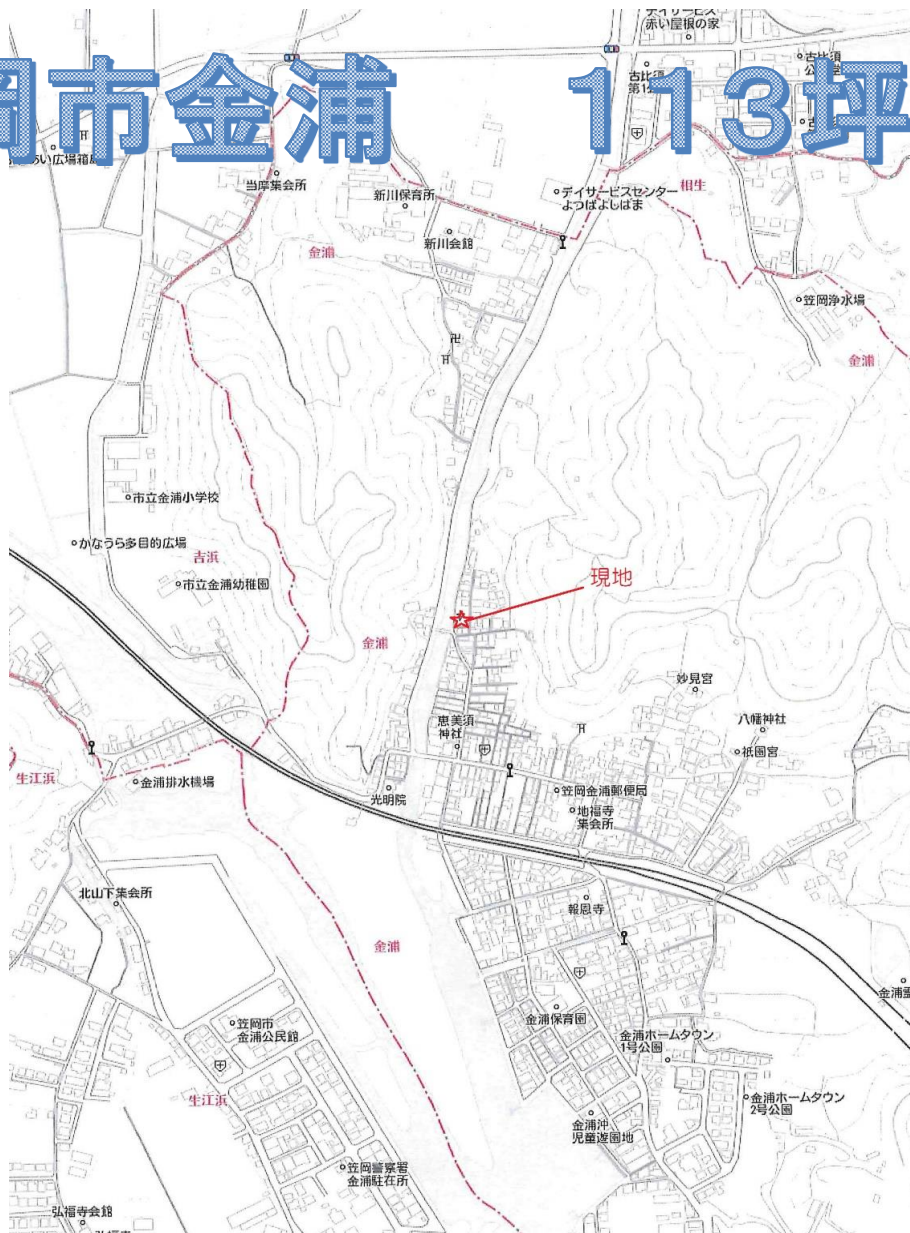 デイサービス
赤い屋根の家
岡市金浦 113坪
古比須
第1公
古比須
公
い広場箱
当摩集会所
新川保育所
デイサービスセンター
よつばよしはま
相生
新川会館
金浦
笠岡浄水場
金浦
卍
市立金浦小学校
かなうら多目的広場
吉浜
市立金浦幼稚園
現地
金浦
妙見宮
恵美須
神社
八幡神社
祇園宮
生江浜
金浦排水機場
光明院
笠岡金浦郵便局
地福寺
集会所
北山下集会所
報恩寺
金浦
金浦
笠岡市
金浦公民館
金浦保育園
金浦ホームタウン
1号公園
生江浜
金浦ホームタウン
2号公園
金浦沖
児童遊園地
笠岡警察署
金浦駐在所
弘福寺会館
弘福寺